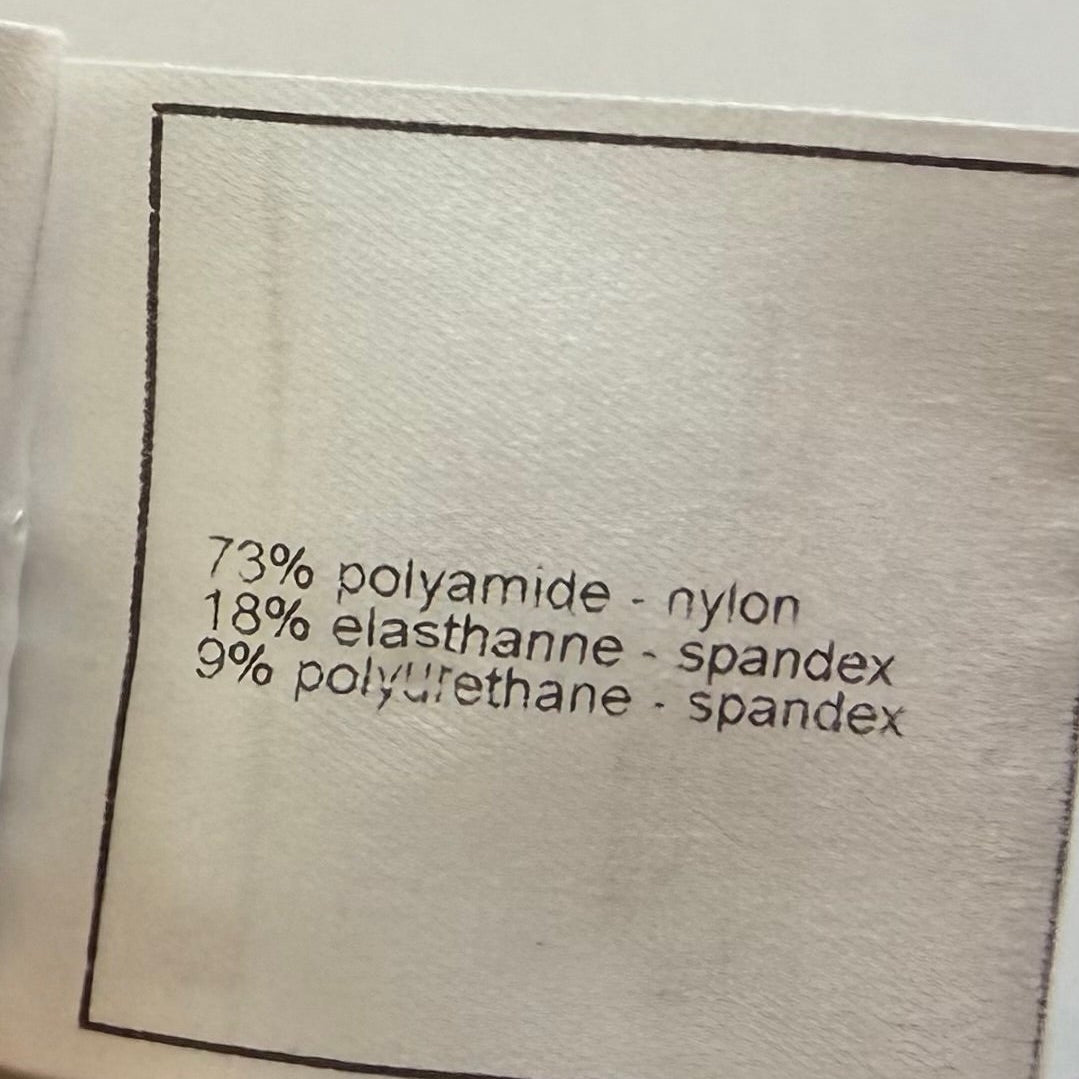 73% polyamide - nylon
18% elasthanne - spandex
9% polyurethane - spandex